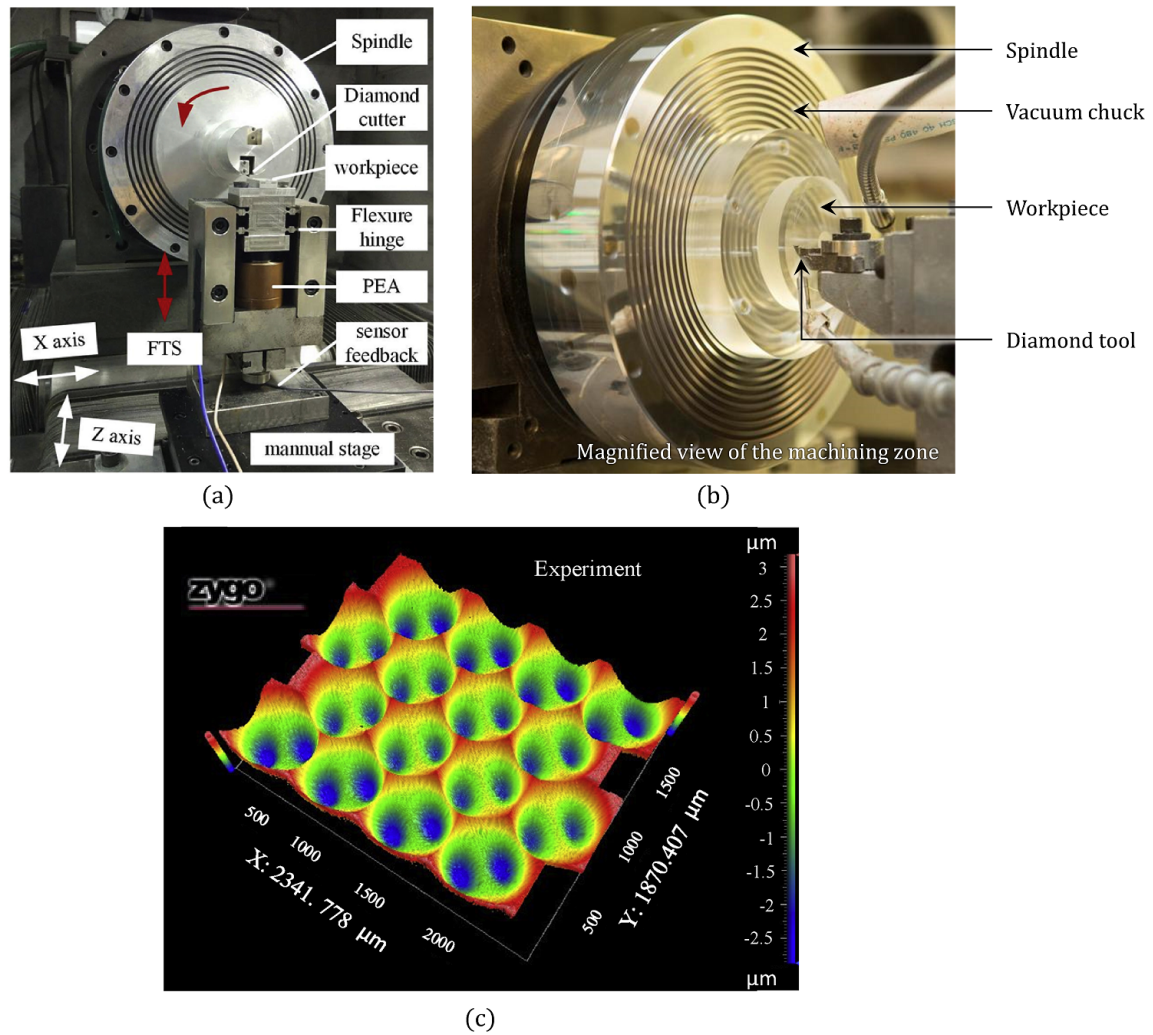 Spindle
Diamond
cutter
workpiece
Flexure
hinge
PEA
sensor
feedback
X axis
FTS
Z axis
mannual stage
(a)
Spindle
Vacuum chuck
Workpiece
Diamond tool
Magnified view of the machining zone
(b)
zygo
Experiment
μm
3
2.5
2
1.5
1
0.5
0
-0.5
-1
-1.5
-2
-2.5
μm
500
1000
1500
2000
X: 2341. 778 μm
500
1000
1500
Y: 1870.407 μm
(c)